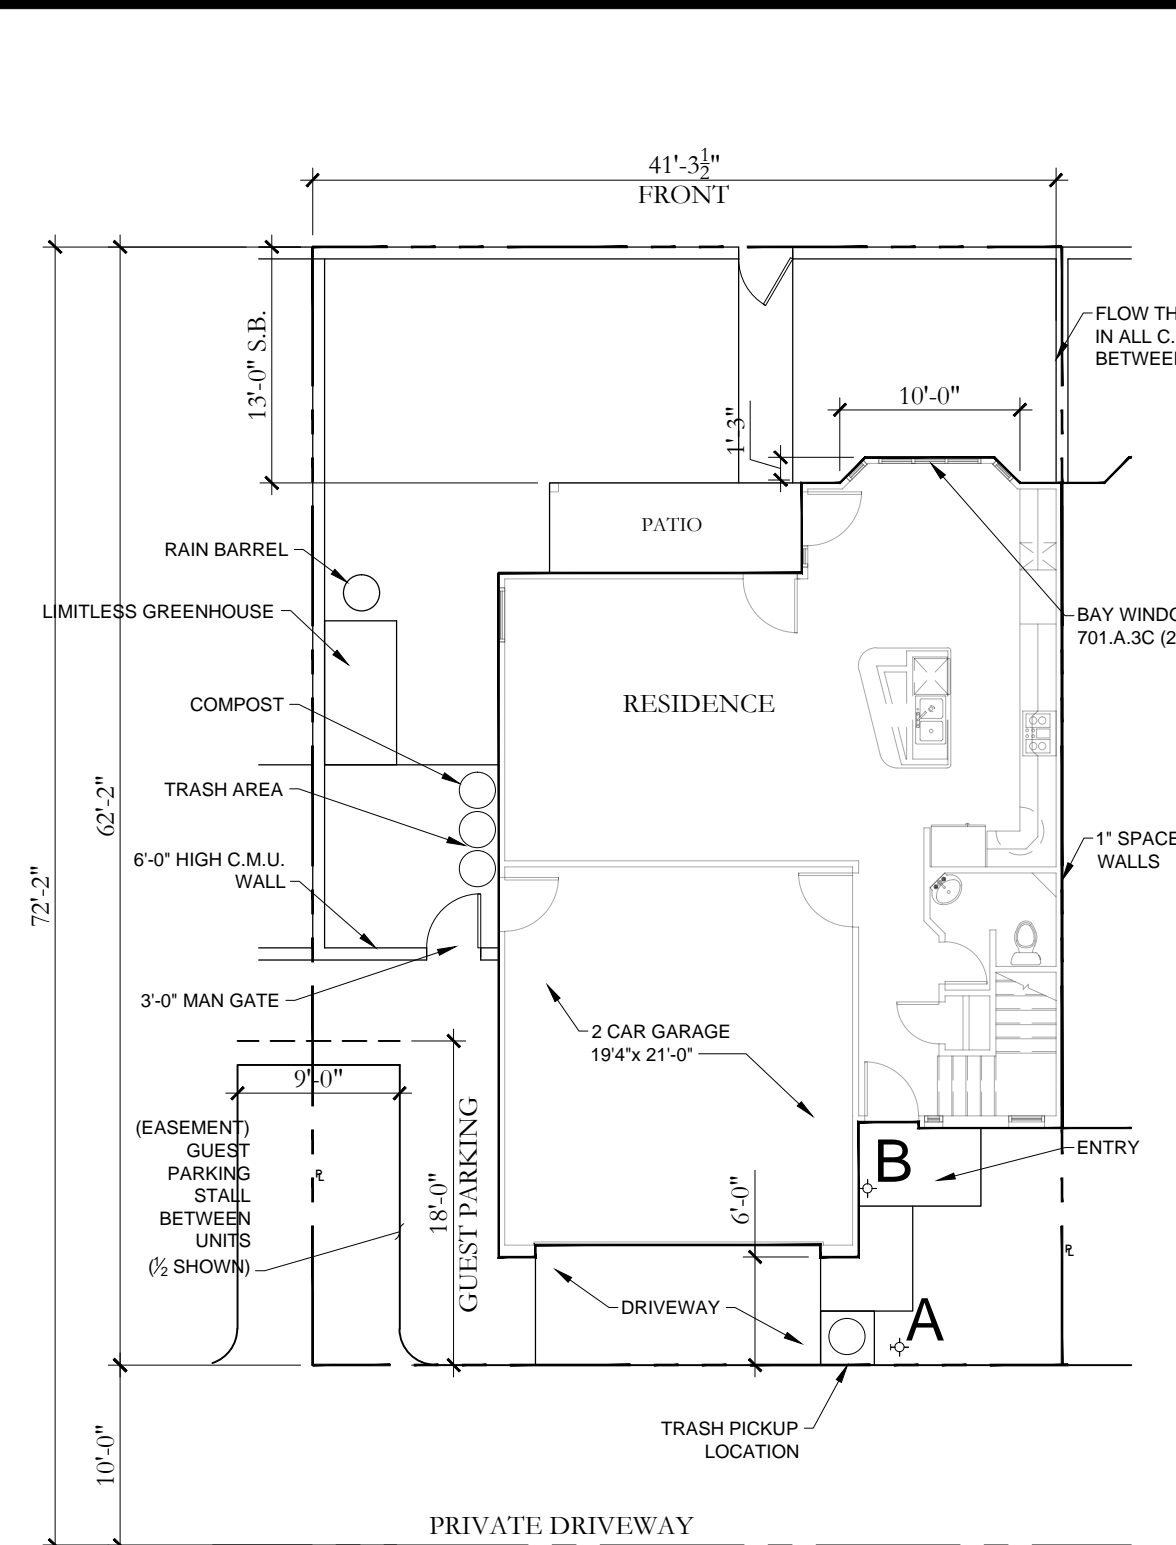 41'-3½"
FRONT
13'-0" S.B.
FLOW TH
IN ALL C.
BETWEE
10'-0"
1'-3"
PATIO
RAIN BARREL
LIMITLESS GREENHOUSE
BAY WINDO
701.A.3C (2
RESIDENCE
COMPOST
TRASH AREA
62'-2"
6'-0" HIGH C.M.U.
WALL
1" SPACE
WALLS
72'-2"
3'-0" MAN GATE
2 CAR GARAGE
19'4"x 21'-0"
9'-0"
(EASEMENT)
GUEST
PARKING
STALL
BETWEEN
UNITS
(½ SHOWN)
PL
18'-0"
GUEST PARKING
6'-0"
B
ENTRY
PL
DRIVEWAY
A
TRASH PICKUP
LOCATION
10'-0"
PRIVATE DRIVEWAY